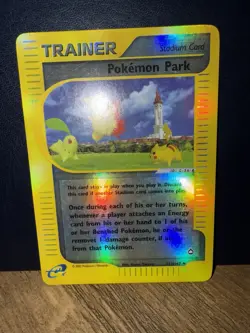 TRAINER
Stadium Card
Pokémon Park
This card stays in play when you play it. Discard
this card if another Stadium card comes into play.
Once during each of his or her turns,
whenever a player attaches an Energy
card from his or her hand to 1 of his
or her Benched Pokémon, he or she
removes 1 damage counter, if any,
from that Pokémon.